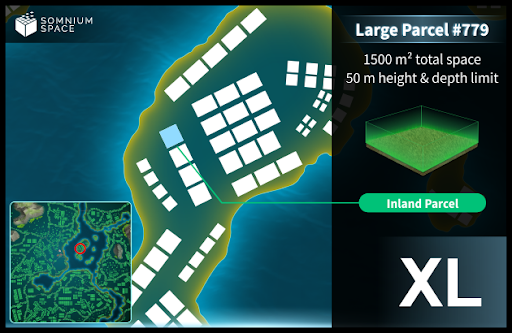 SOMNIUM
SPACE
Large Parcel #779
1500 m² total space
50 m height & depth limit
Inland Parcel
XL